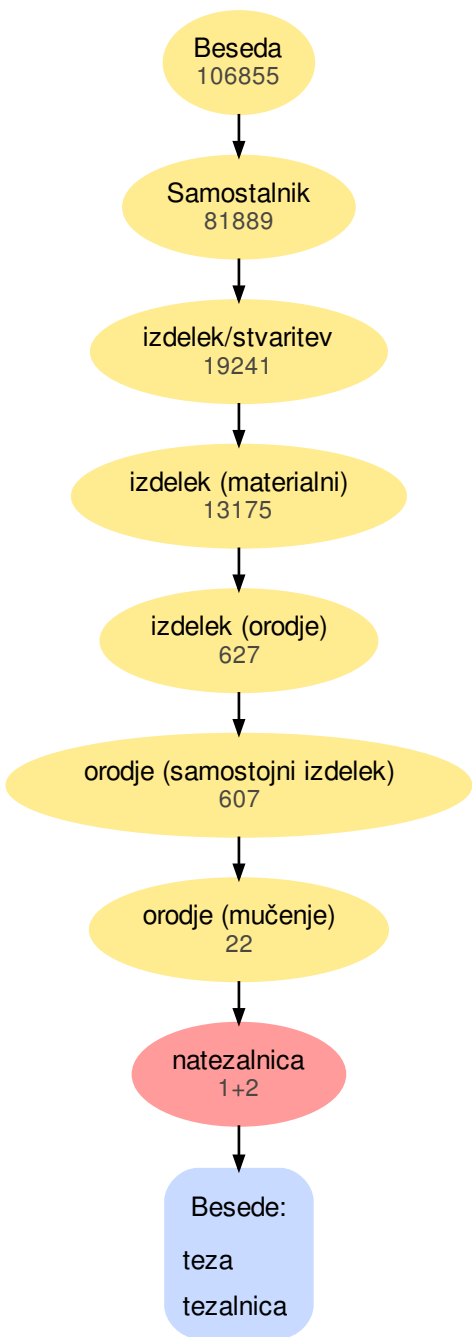 Beseda
106855
Samostalnik
81889
izdelek/stvaritev
19241
izdelek (materialni)
13175
izdelek (orodje)
627
orodje (samostojni izdelek)
607
orodje (mučenje)
22
natezalnica
1+2
Besede:
teza
tezalnica